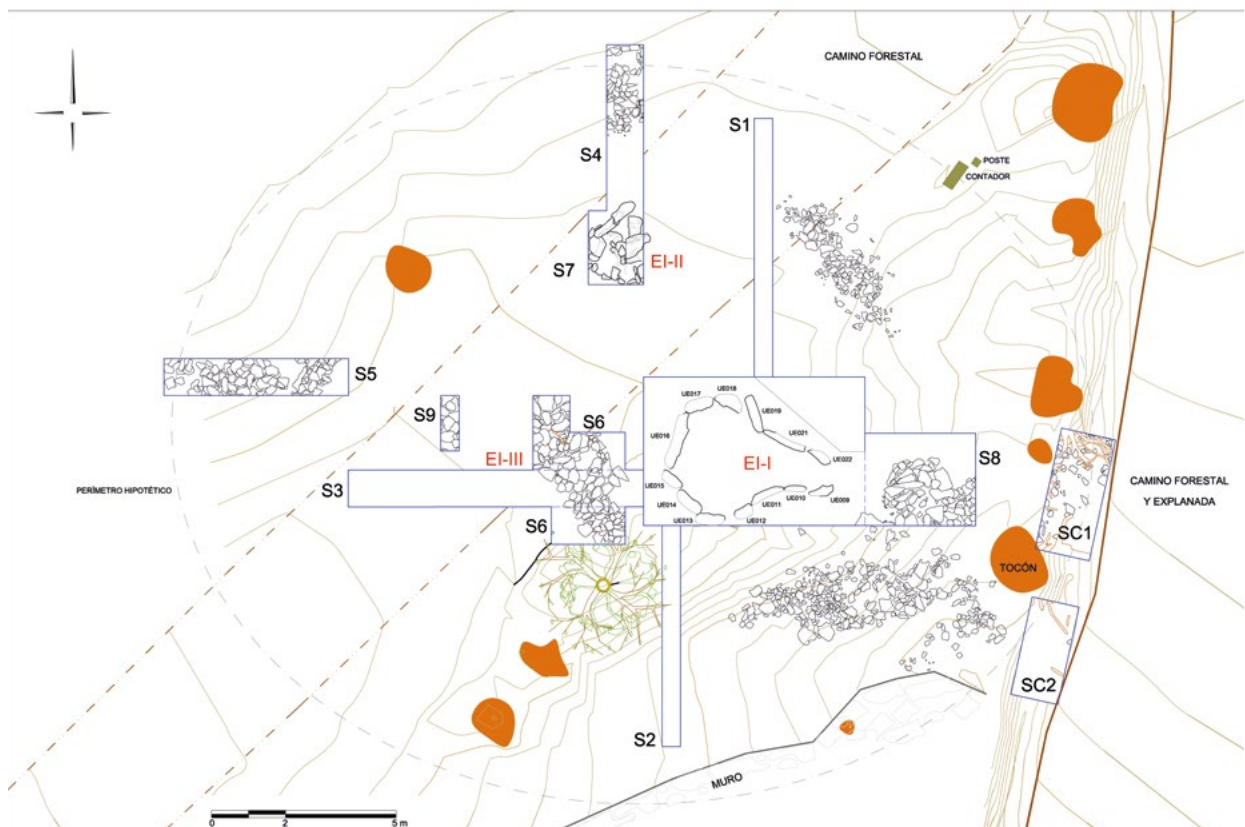 CAMINO FORESTAL
S1
S4
POSTE
CONTADOR
S7
EI-II
S5
UE018
UE017
S9
UE019
S6
UE016
UE021
EI-III
EI-I
UE022
S8
PERÍMETRO HIPOTÉTICO
S3
UE015
UE010
UE009
UE014
UE011
CAMINO FORESTAL
Y EXPLANADA
S6
UE013
UE012
SC1
TOCÓN
SC2
S2
MURO
0 2 5 m